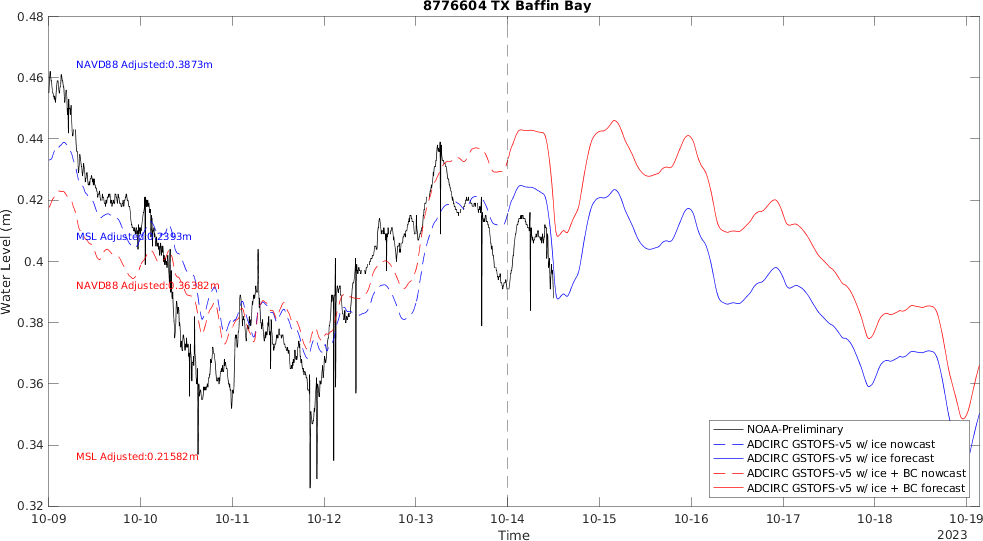 8776604 TX Baffin Bay
0.48
0.46
0.44
0.42
0.4
0.38
0.36
0.34
0.32
Water Level (m)
NAVD88 Adjusted:0.3873m
MSL Adjusted:0.2393m
NAVD88 Adjusted:0.36382m
MSL Adjusted:0.21582m
NOAA-Preliminary
ADCIRC GSTOFS-v5 w/ ice nowcast
ADCIRC GSTOFS-v5 w/ ice forecast
ADCIRC GSTOFS-v5 w/ ice + BC nowcast
ADCIRC GSTOFS-v5 w/ ice + BC forecast
10-09 10-10 10-11 10-12 10-13 10-14 10-15 10-16 10-17 10-18 10-19
Time
2023